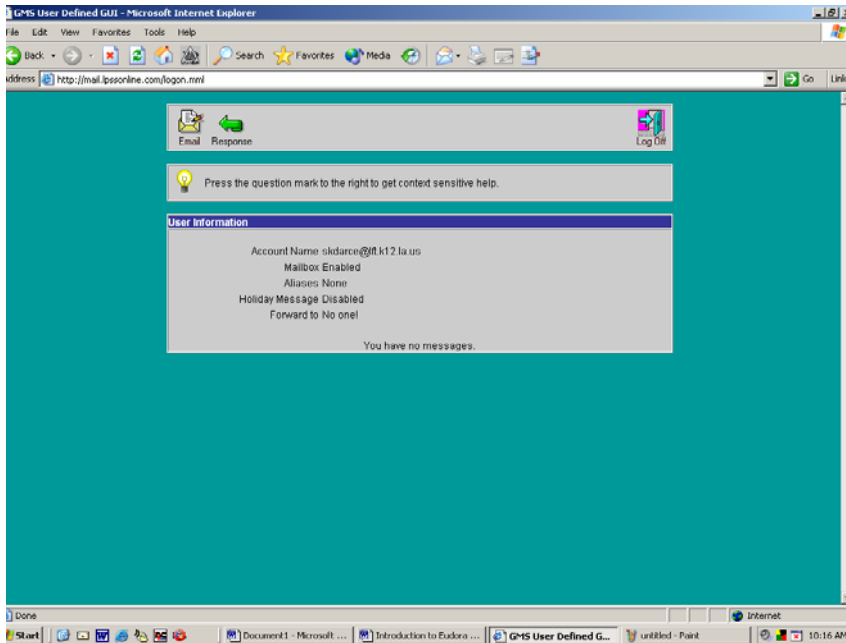 GMS User Defined GUI - Microsoft Internet Explorer
File Edit View Favorites Tools Help
Back Search Favorites Media
Address http://mail.lpssonline.com/logon.mml Go Link
Email Response Log Off
Press the question mark to the right to get context sensitive help.
User Information
Account Name skdarce@lft.k12.la.us
Mailbox Enabled
Aliases None
Holiday Message Disabled
Forward to No one!
You have no messages.
Done Internet
Start Document1 - Microsoft ... Introduction to Eudora ... GMS User Defined G... untitled - Paint 10:16 AM